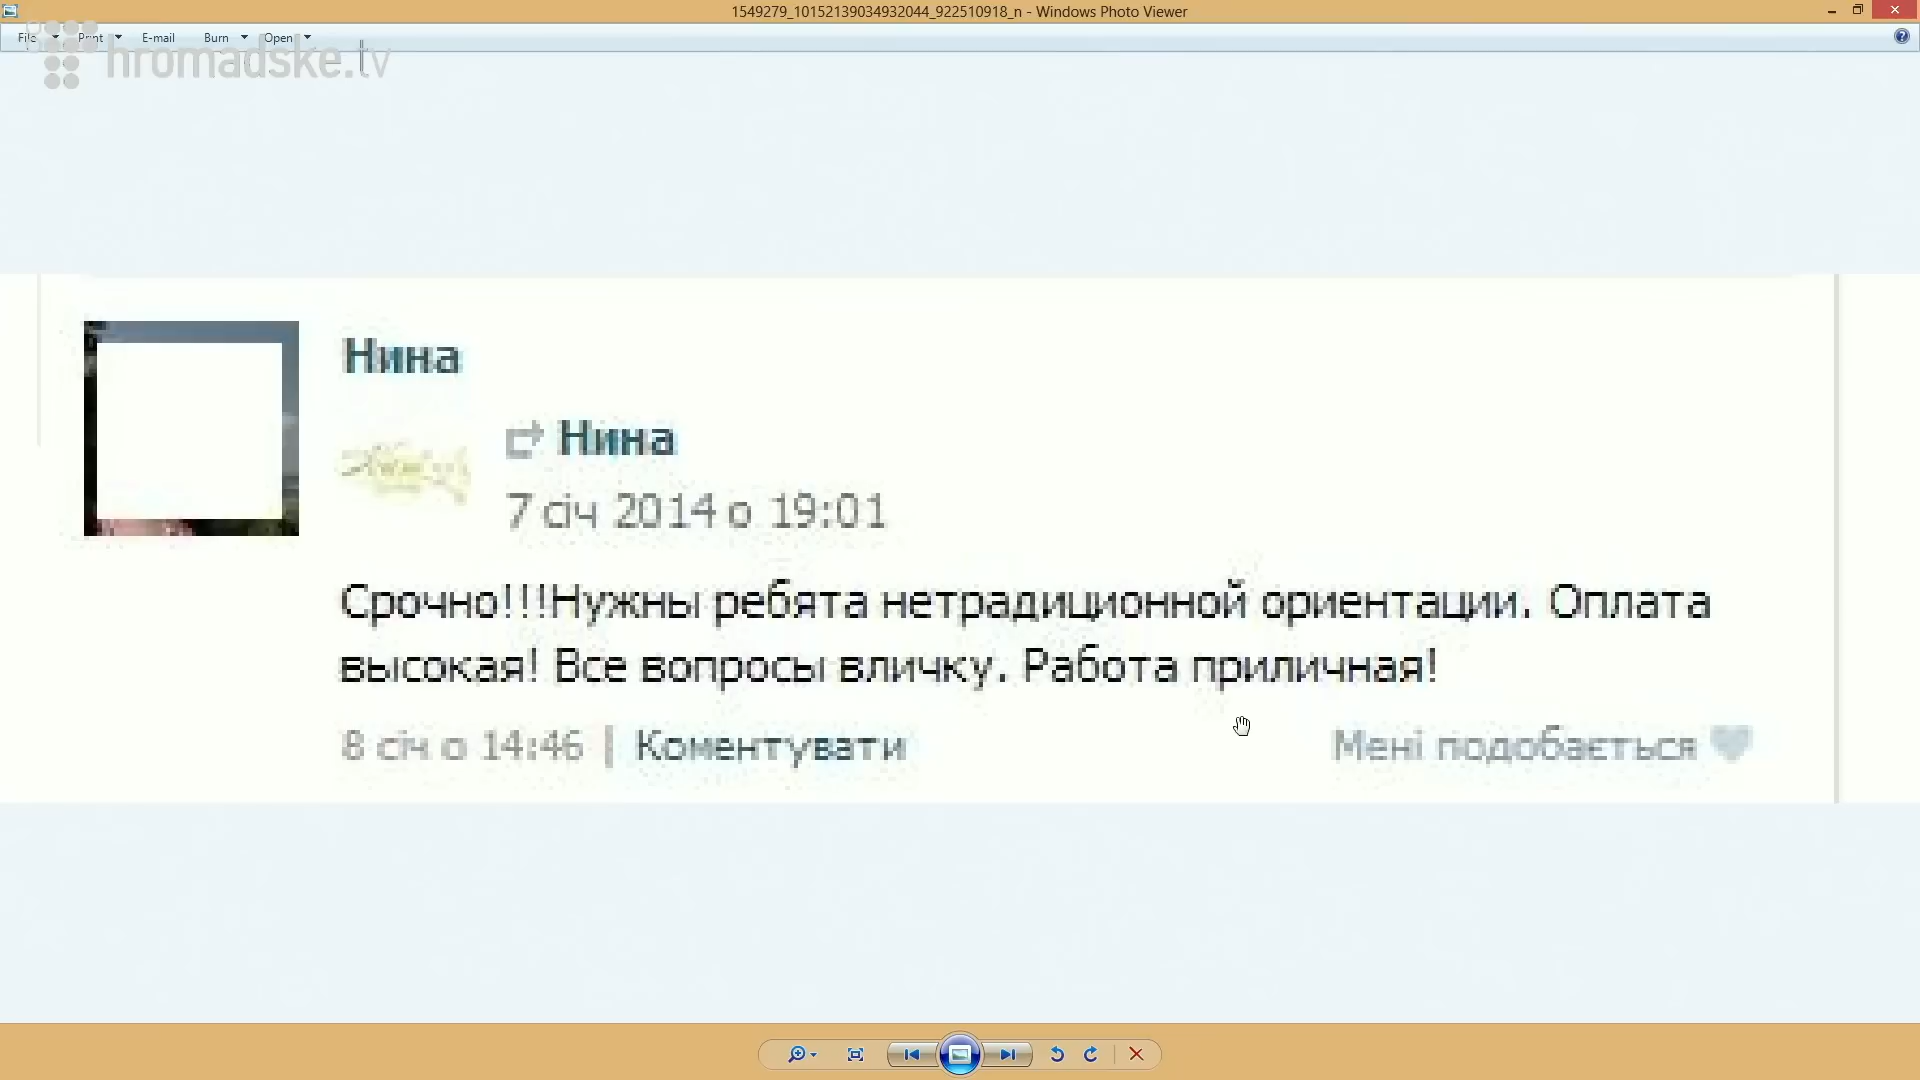 1549279_10152139034932044_922510918_n - Windows Photo Viewer
File Print E-mail Burn Open
hromadske.tv
Нина
Нина
7 січ 2014 о 19:01
Срочно!!!Нужны ребята нетрадиционной ориентации. Оплата
высокая! Все вопросы вличку. Работа приличная!
8 січ о 14:46 | Коментувати Мені подобається